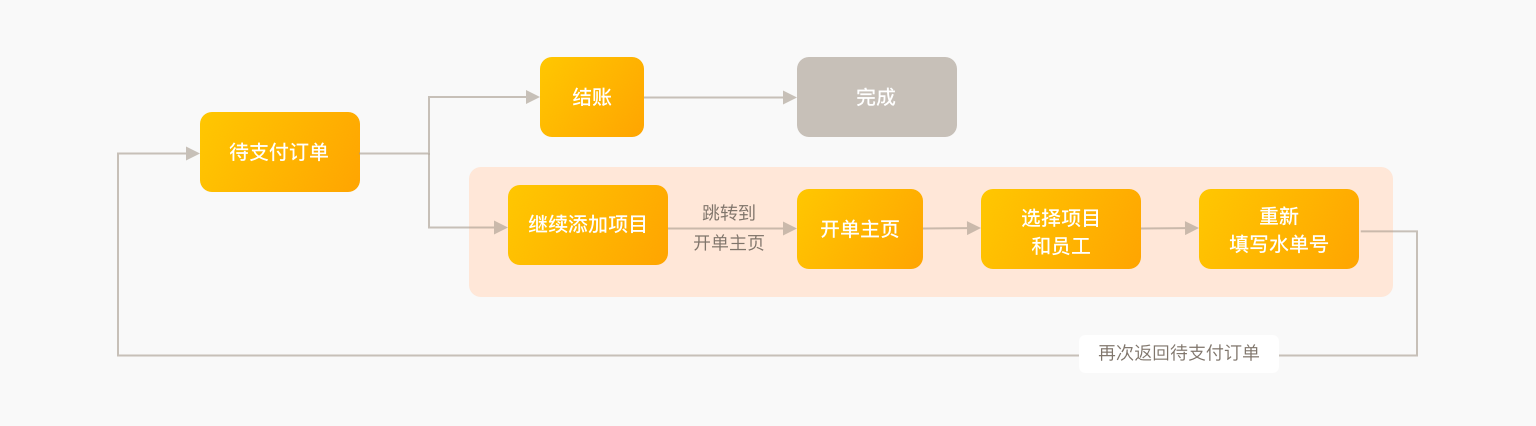 结账
完成
待支付订单
继续添加项目
跳转到
开单主页
开单主页
选择项目
和员工
重新
填写水单号
再次返回待支付订单